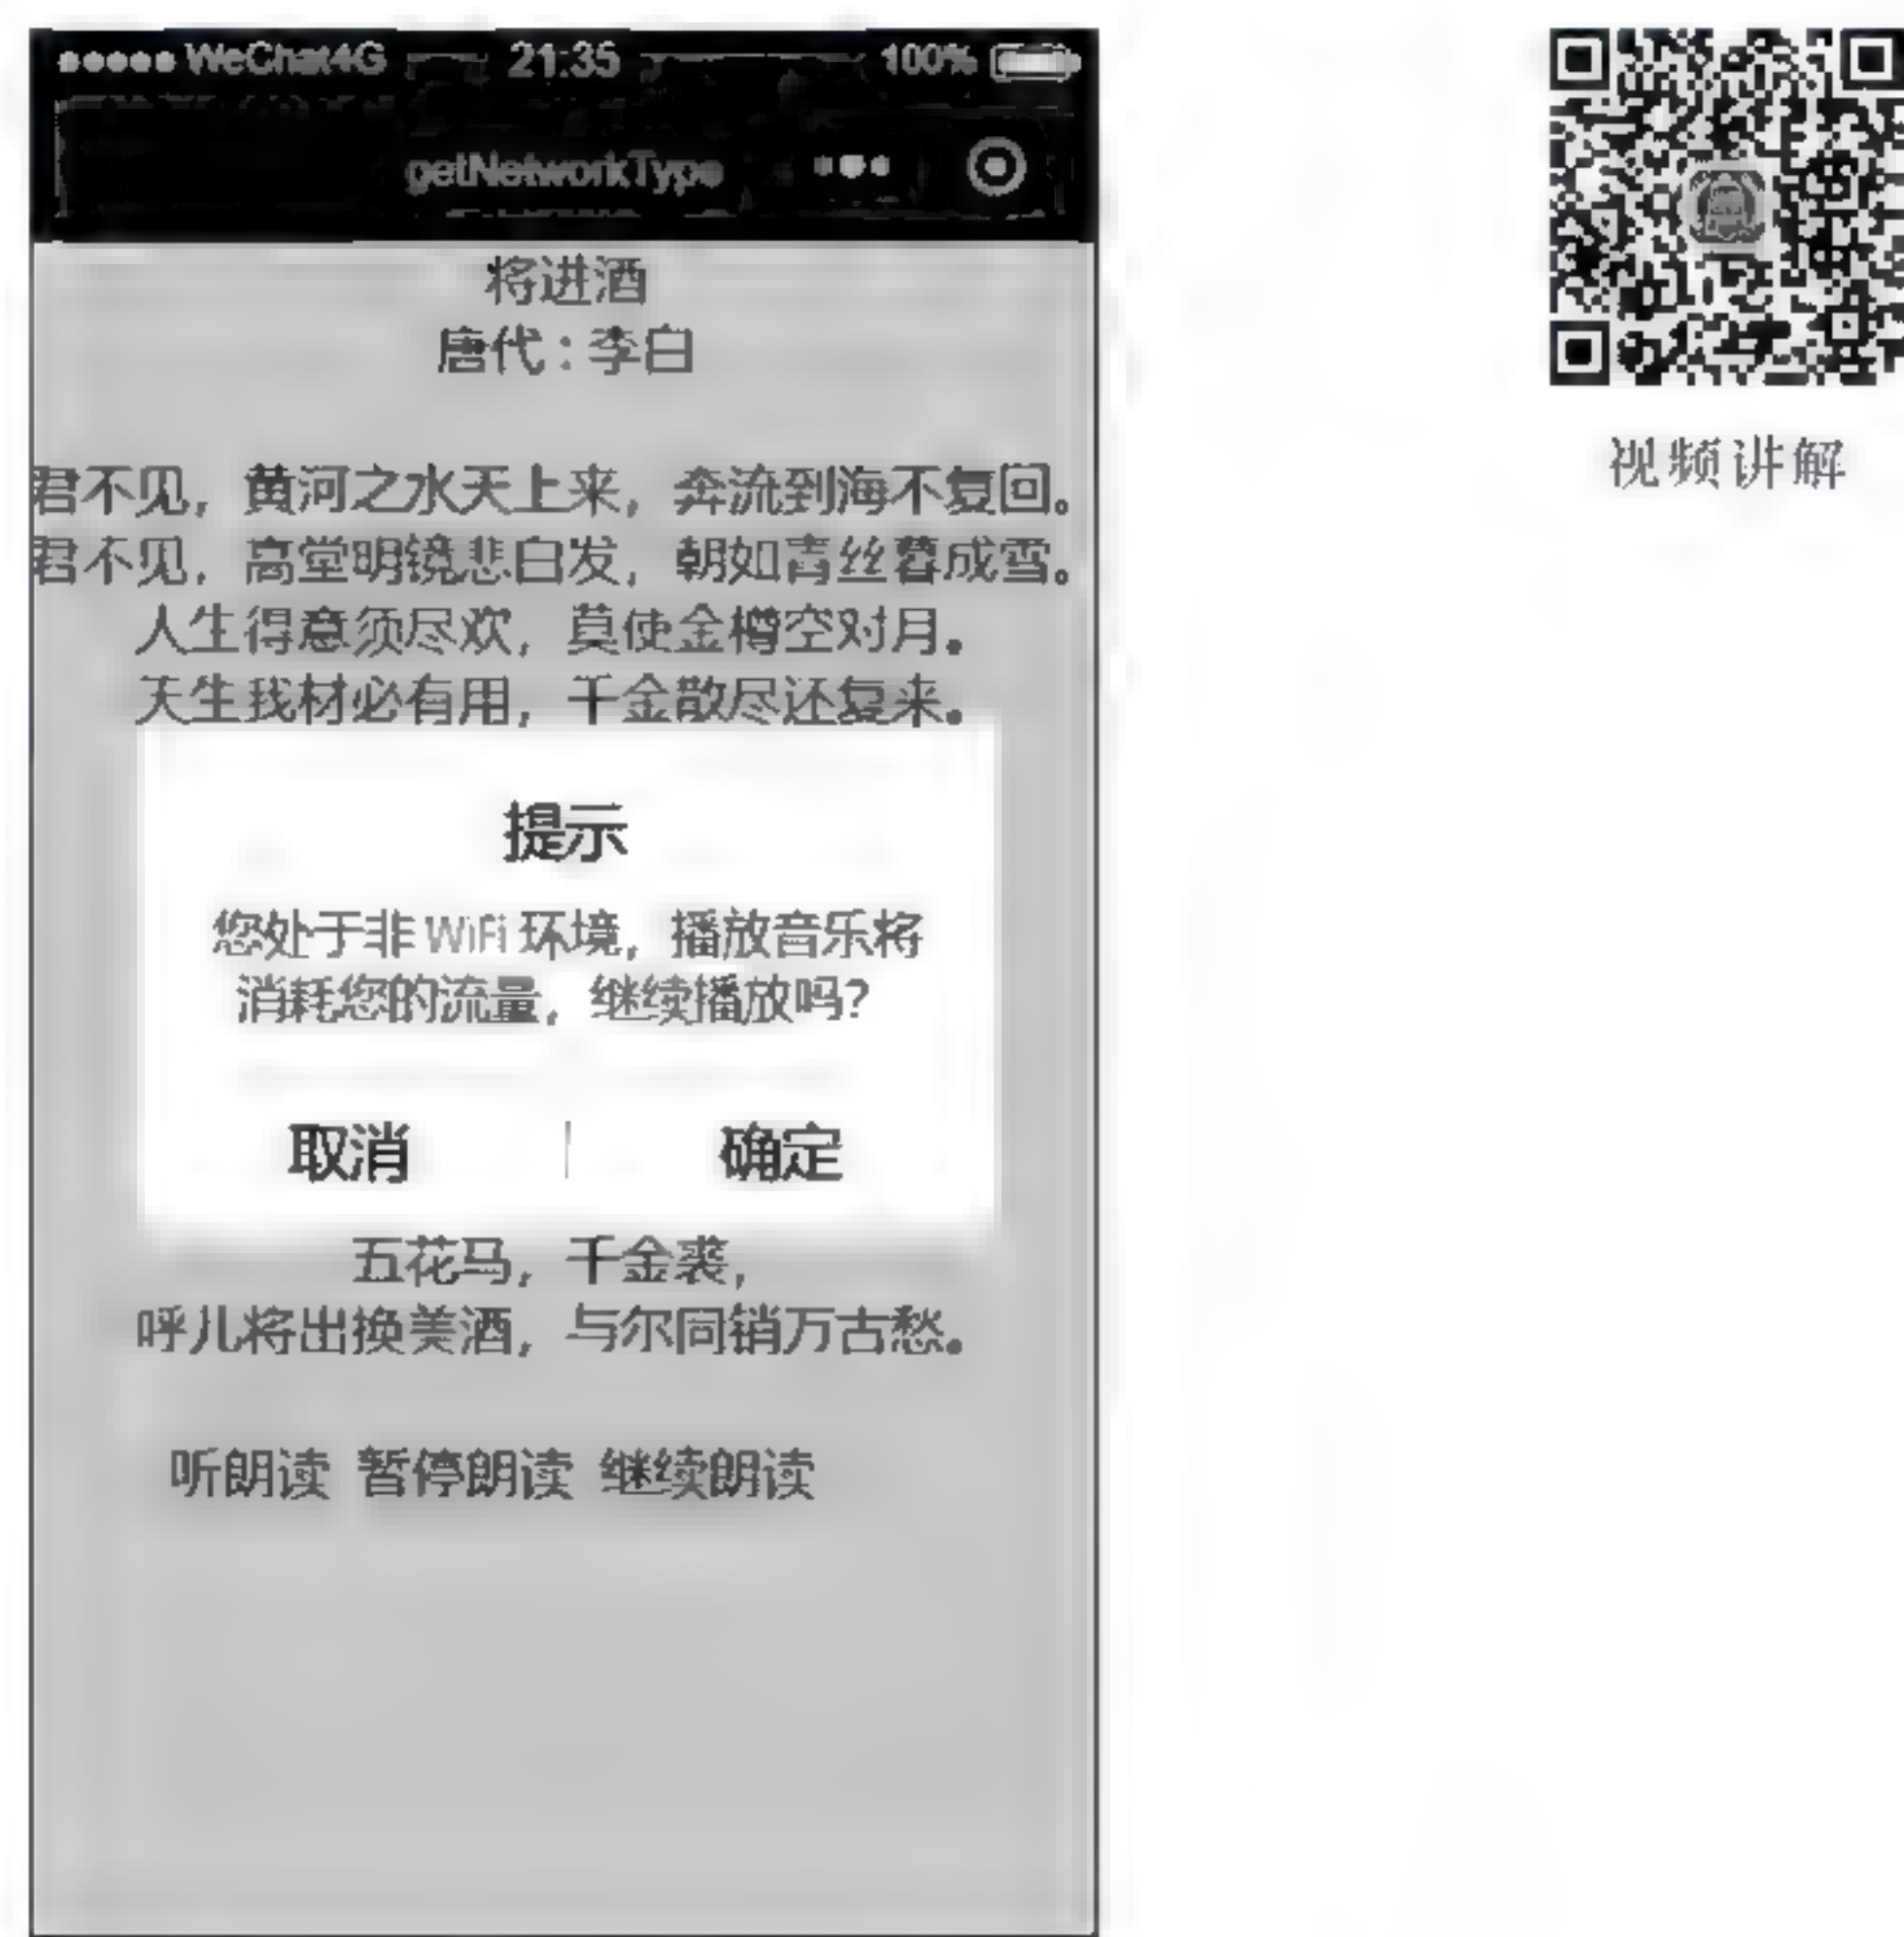 ●●●●● WeChat4G 21:35 100%
getNetworkType
将进酒
唐代：李白
君不见，黄河之水天上来，奔流到海不复回。
君不见，高堂明镜悲白发，朝如青丝暮成雪。
人生得意须尽欢，莫使金樽空对月。
天生我材必有用，千金散尽还复来。
提示
您处于非WiFi环境，播放音乐将
消耗您的流量，继续播放吗？
取消 确定
五花马，千金裘，
呼儿将出换美酒，与尔同销万古愁。
听朗读 暂停朗读 继续朗读
视频讲解